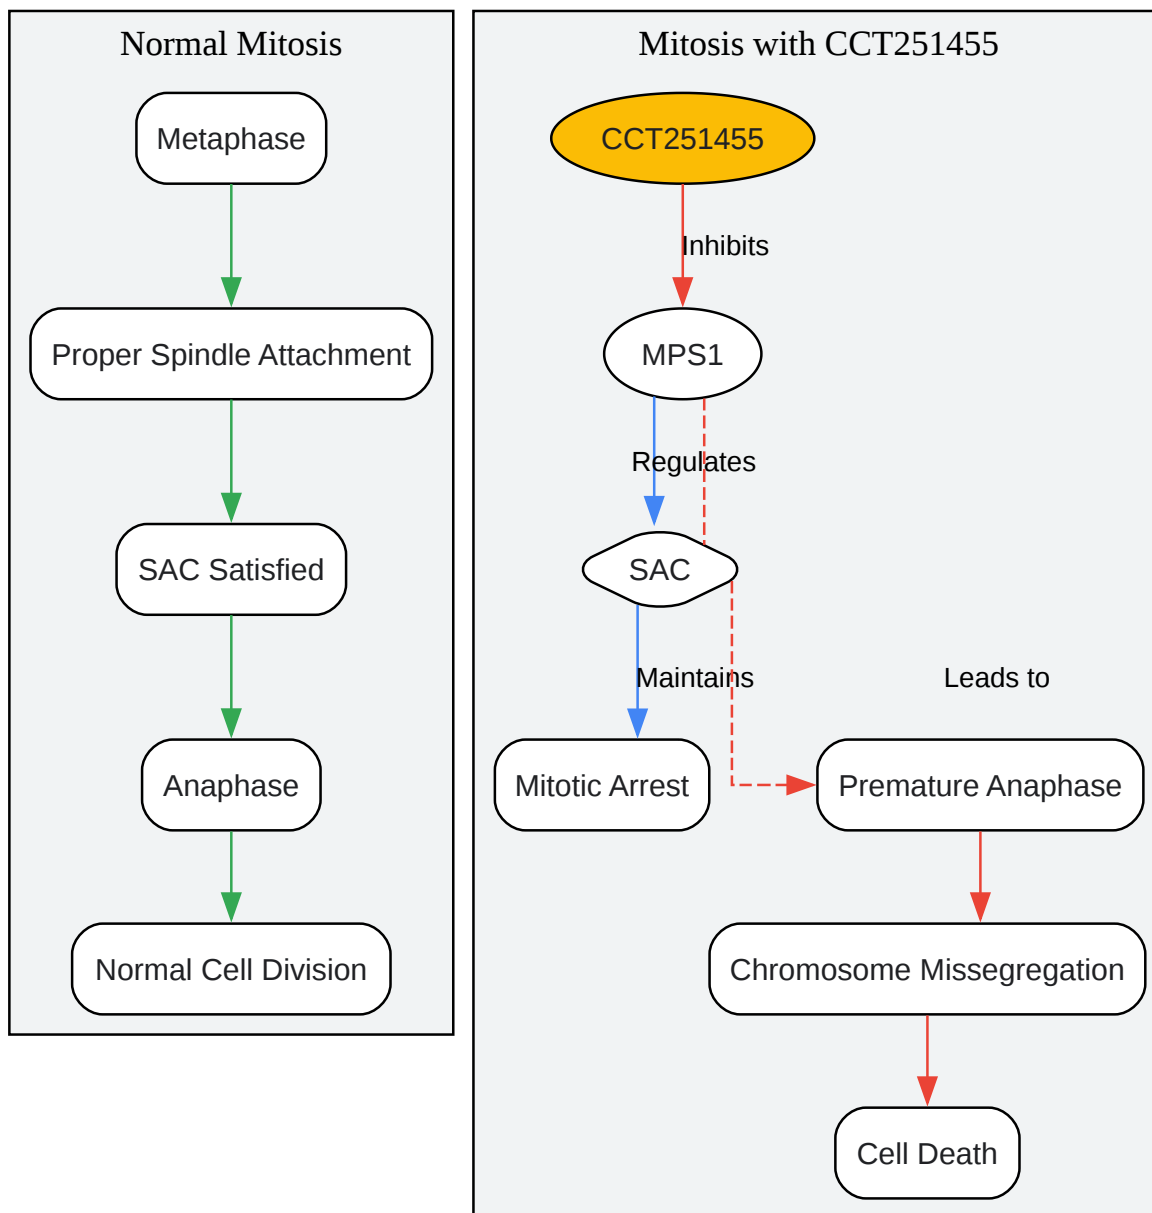 Normal Mitosis
Metaphase
Proper Spindle Attachment
SAC Satisfied
Anaphase
Normal Cell Division
Mitosis with CCT251455
CCT251455
Inhibits
MPS1
Regulates
SAC
Maintains
Leads to
Mitotic Arrest
Premature Anaphase
Chromosome Missegregation
Cell Death